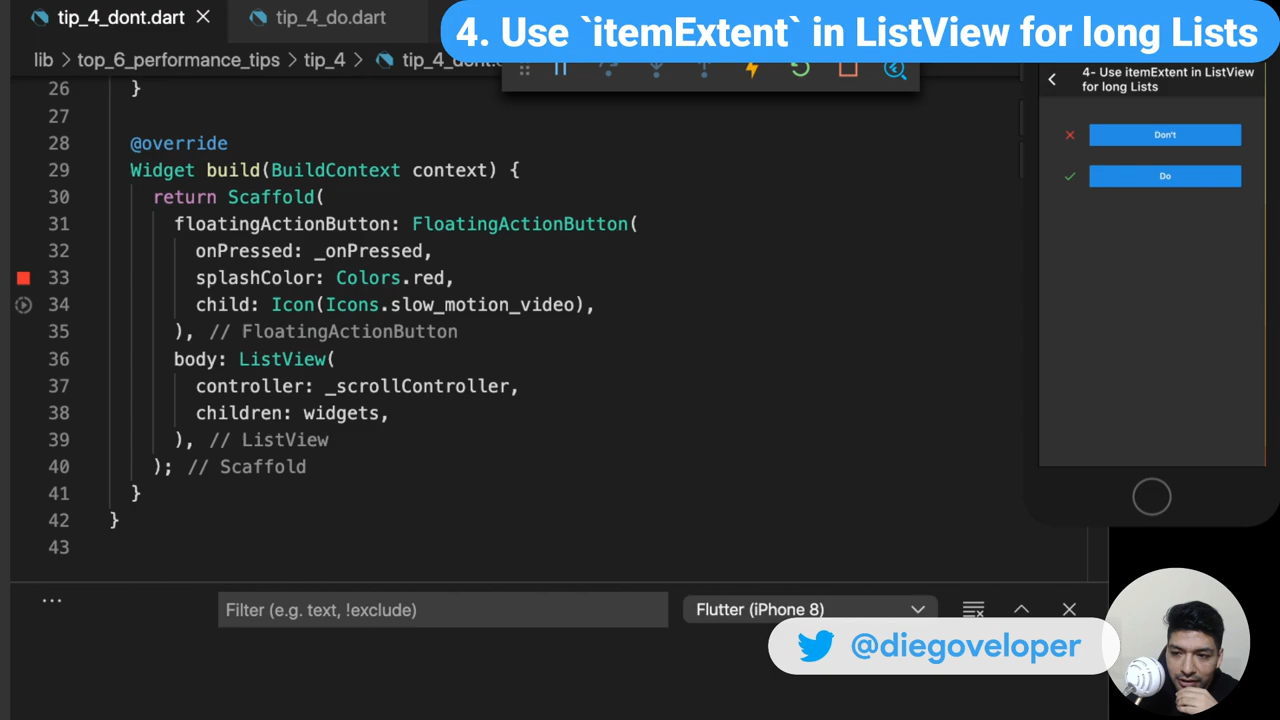 tip_4_dont.dart
tip_4_do.dart
4. Use `itemExtent` in ListView for long Lists
lib > top_6_performance_tips > tip_4 > tip_4_dont.
26 }
27
28 @override
29 Widget build(BuildContext context) {
30 return Scaffold(
31 floatingActionButton: FloatingActionButton(
32 onPressed: _onPressed,
33 splashColor: Colors.red,
34 child: Icon(Icons.slow_motion_video),
35 ), // FloatingActionButton
36 body: ListView(
37 controller: _scrollController,
38 children: widgets,
39 ), // ListView
40 ); // Scaffold
41 }
42 }
43
4- Use itemExtent in ListView
for long Lists
Don't
Do
Filter (e.g. text, !exclude)
Flutter (iPhone 8)
@diegoveloper